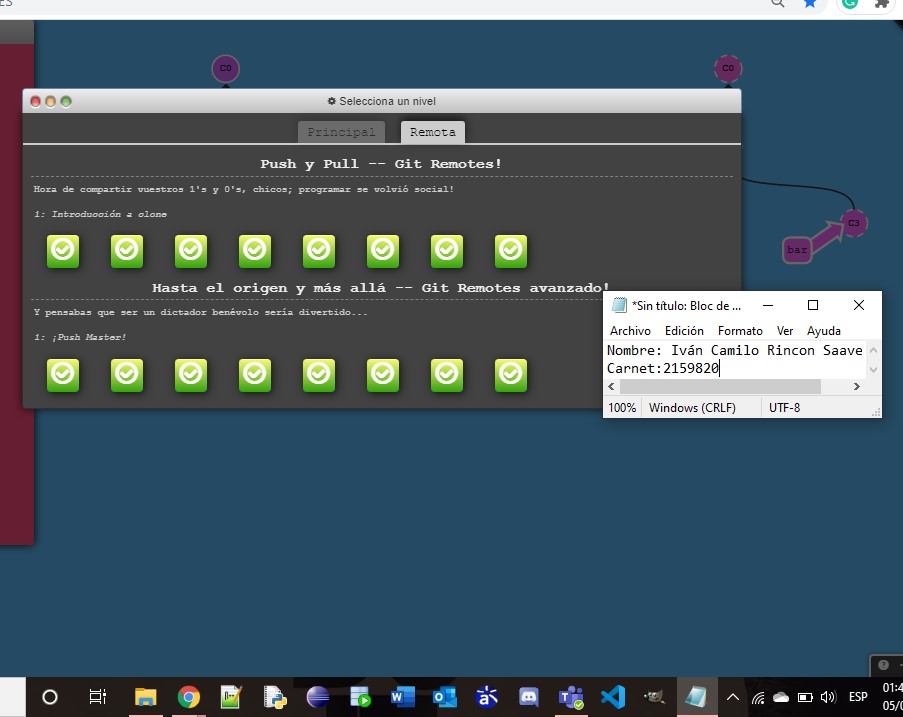 ES
C0
C0
Selecciona un nivel
Principal
Remota
Push y Pull -- Git Remotes!
Hora de compartir vuestros 1's y 0's, chicos; programar se volvió social!
1: Introducción a clone
C3
bar
Hasta el origen y más allá -- Git Remotes avanzado!
Y pensabas que ser un dictador benévolo sería divertido...
1: ¡Push Master!
*Sin título: Bloc de ...
Archivo Edición Formato Ver Ayuda
Nombre: Iván Camilo Rincon Saave
Carnet:2159820
100% Windows (CRLF) UTF-8
ESP
01:4
05/0